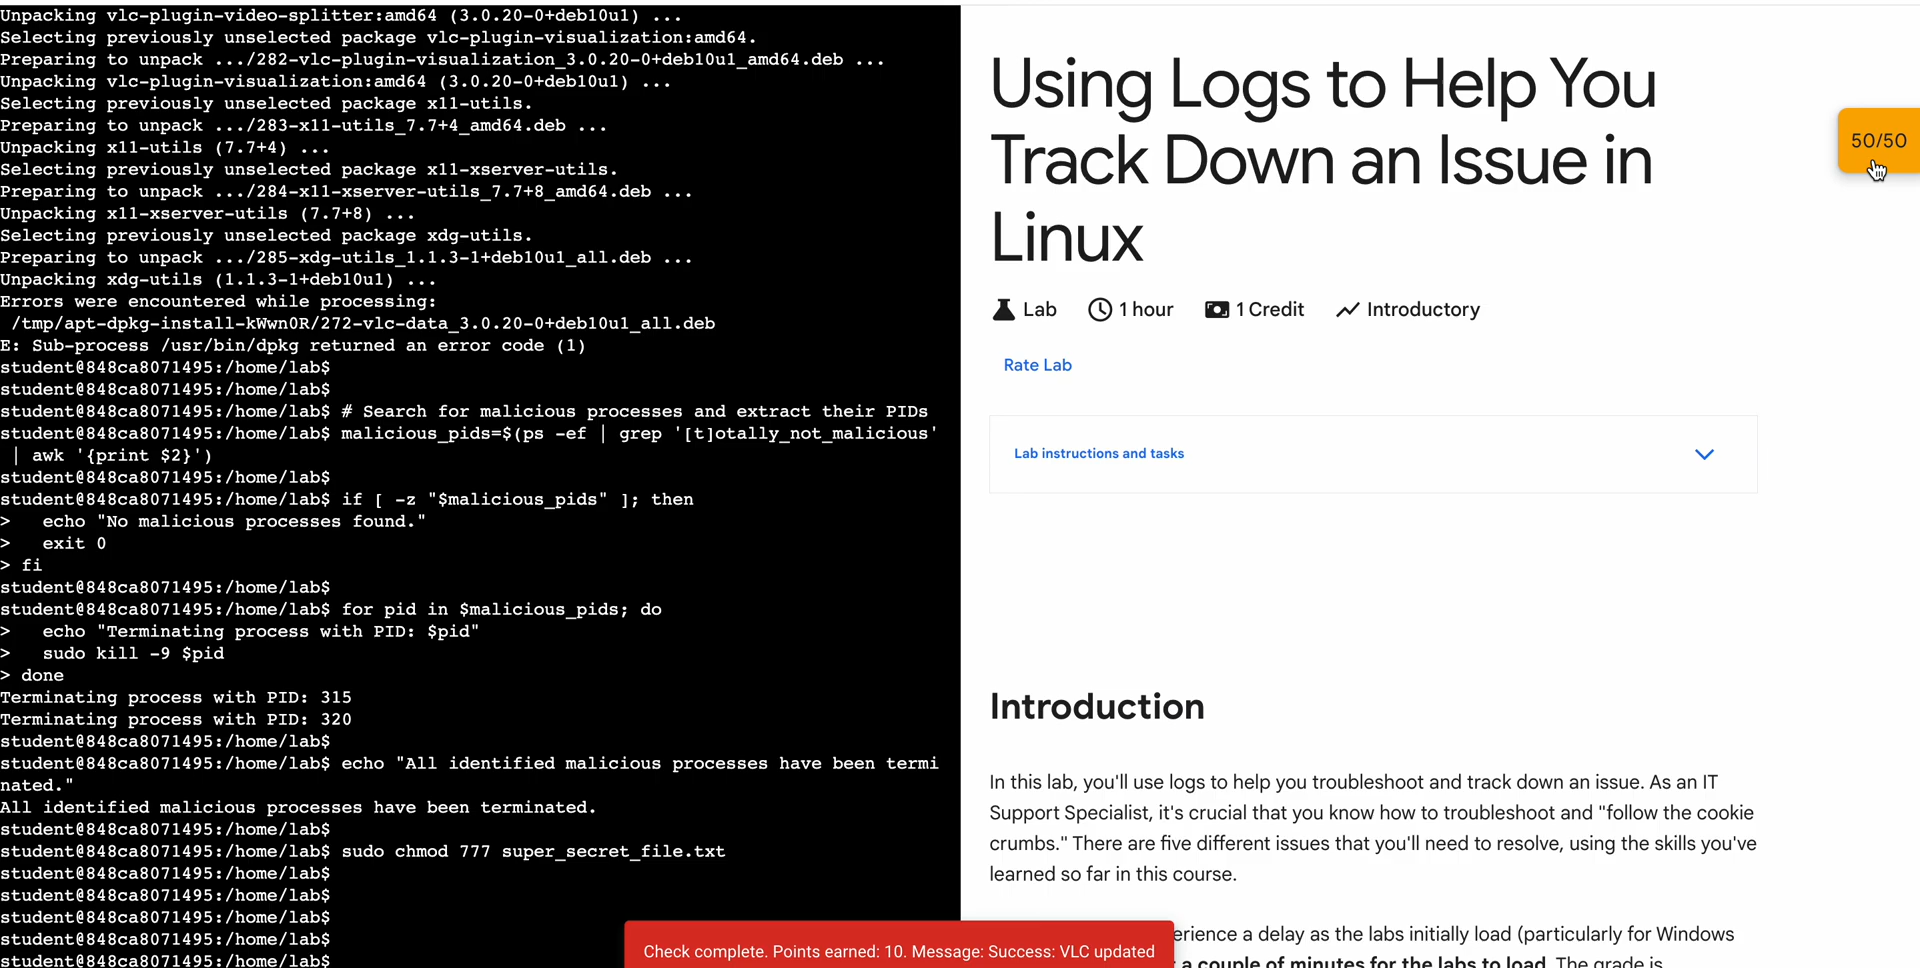 Unpacking vlc-plugin-video-splitter:amd64 (3.0.20-0+deb10u1) ...
Selecting previously unselected package vlc-plugin-visualization:amd64.
Preparing to unpack .../282-vlc-plugin-visualization_3.0.20-0+deb10u1_amd64.deb ...
Unpacking vlc-plugin-visualization:amd64 (3.0.20-0+deb10u1) ...
Selecting previously unselected package x11-utils.
Preparing to unpack .../283-x11-utils_7.7+4_amd64.deb ...
Unpacking x11-utils (7.7+4) ...
Selecting previously unselected package x11-xserver-utils.
Preparing to unpack .../284-x11-xserver-utils_7.7+8_amd64.deb ...
Unpacking x11-xserver-utils (7.7+8) ...
Selecting previously unselected package xdg-utils.
Preparing to unpack .../285-xdg-utils_1.1.3-1+deb10u1_all.deb ...
Unpacking xdg-utils (1.1.3-1+deb10u1) ...
Errors were encountered while processing:
 /tmp/apt-dpkg-install-kWwn0R/272-vlc-data_3.0.20-0+deb10u1_all.deb
E: Sub-process /usr/bin/dpkg returned an error code (1)
student@848ca8071495:/home/lab$
student@848ca8071495:/home/lab$
student@848ca8071495:/home/lab$ # Search for malicious processes and extract their PIDs
student@848ca8071495:/home/lab$ malicious_pids=$(ps -ef | grep '[t]otally_not_malicious'
 | awk '{print $2}')
student@848ca8071495:/home/lab$
student@848ca8071495:/home/lab$ if [ -z "$malicious_pids" ]; then
>   echo "No malicious processes found."
>   exit 0
> fi
student@848ca8071495:/home/lab$
student@848ca8071495:/home/lab$ for pid in $malicious_pids; do
>   echo "Terminating process with PID: $pid"
>   sudo kill -9 $pid
> done
Terminating process with PID: 315
Terminating process with PID: 320
student@848ca8071495:/home/lab$
student@848ca8071495:/home/lab$ echo "All identified malicious processes have been termi
nated."
All identified malicious processes have been terminated.
student@848ca8071495:/home/lab$
student@848ca8071495:/home/lab$ sudo chmod 777 super_secret_file.txt
student@848ca8071495:/home/lab$
student@848ca8071495:/home/lab$
student@848ca8071495:/home/lab$
student@848ca8071495:/home/lab$
student@848ca8071495:/home/lab$
Using Logs to Help You
Track Down an Issue in
Linux
50/50
Lab 1 hour 1 Credit Introductory
Rate Lab
Lab instructions and tasks
Introduction
In this lab, you'll use logs to help you troubleshoot and track down an issue. As an IT
Support Specialist, it's crucial that you know how to troubleshoot and "follow the cookie
crumbs." There are five different issues that you'll need to resolve, using the skills you've
learned so far in this course.
erience a delay as the labs initially load (particularly for Windows
a couple of minutes for the labs to load. The grade is
Check complete. Points earned: 10. Message: Success: VLC updated